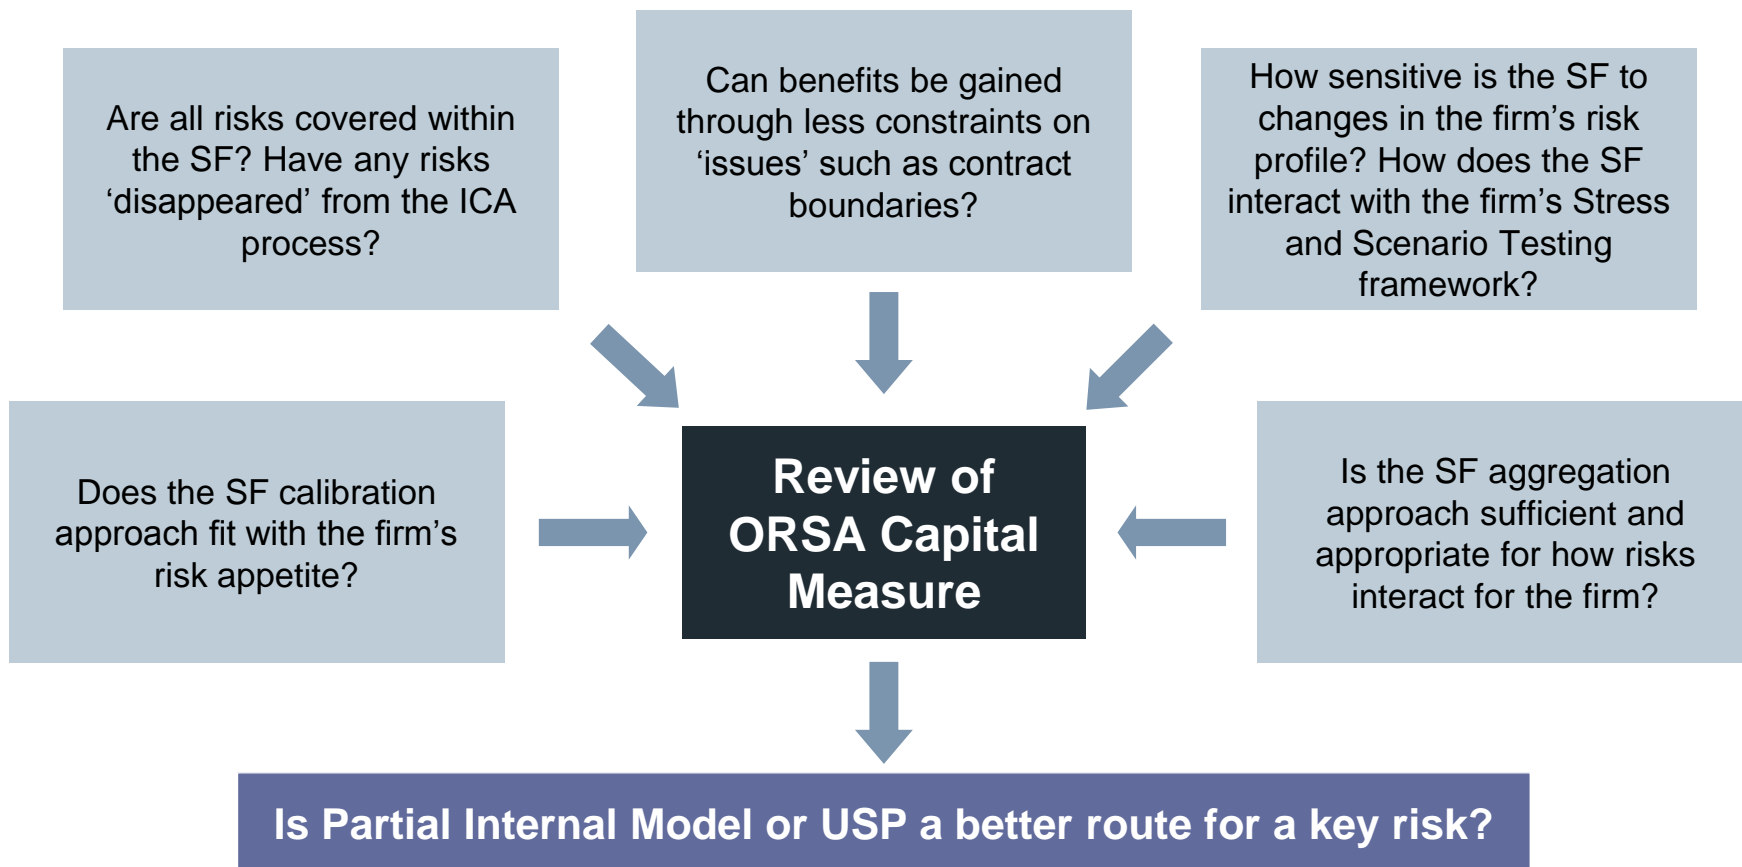 Are all risks covered within
the SF? Have any risks
‘disappeared’ from the ICA
process?
Can benefits be gained
through less constraints on
‘issues’ such as contract
boundaries?
How sensitive is the SF to
changes in the firm’s risk
profile? How does the SF
interact with the firm’s Stress
and Scenario Testing
framework?
Does the SF calibration
approach fit with the firm’s
risk appetite?
Review of
ORSA Capital
Measure
Is the SF aggregation
approach sufficient and
appropriate for how risks
interact for the firm?
Is Partial Internal Model or USP a better route for a key risk?